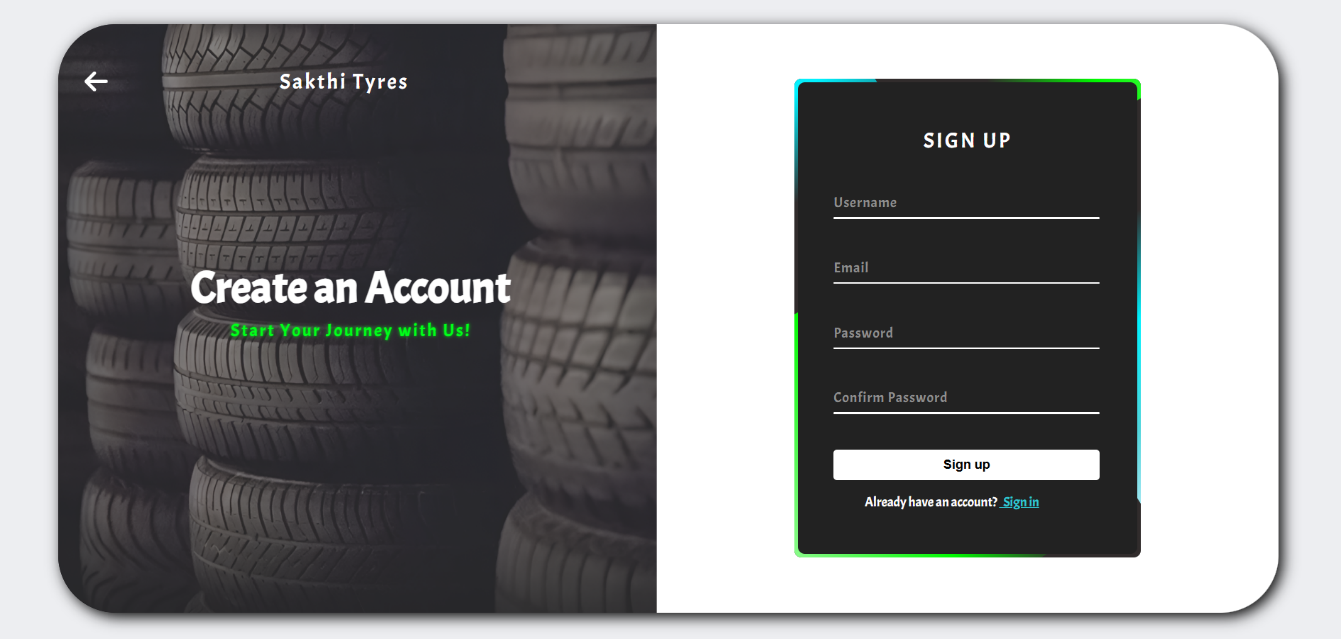 Sakthi Tyres
Create an Account
Start Your Journey with Us!
SIGN UP
Username
Email
Password
Confirm Password
Sign up
Already have an account? Sign in